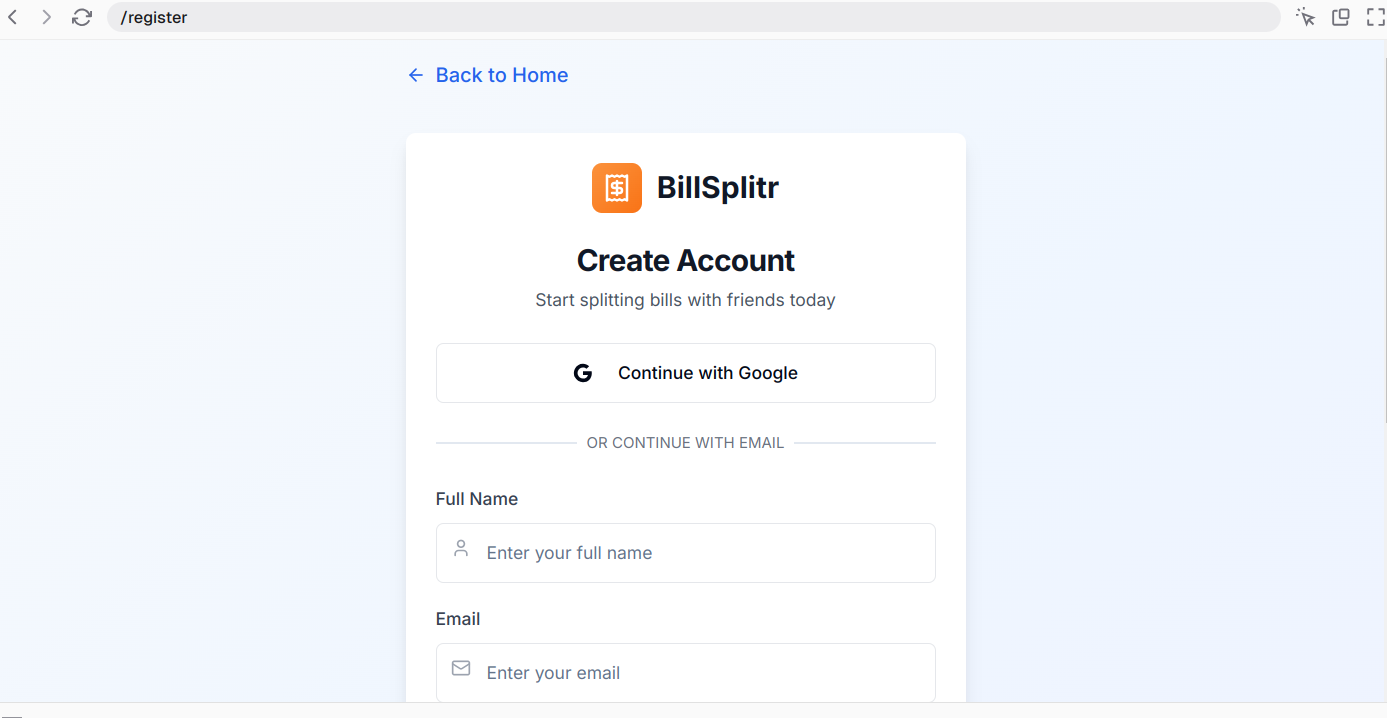 /register
Back to Home
BillSplitr
Create Account
Start splitting bills with friends today
Continue with Google
OR CONTINUE WITH EMAIL
Full Name
Enter your full name
Email
Enter your email